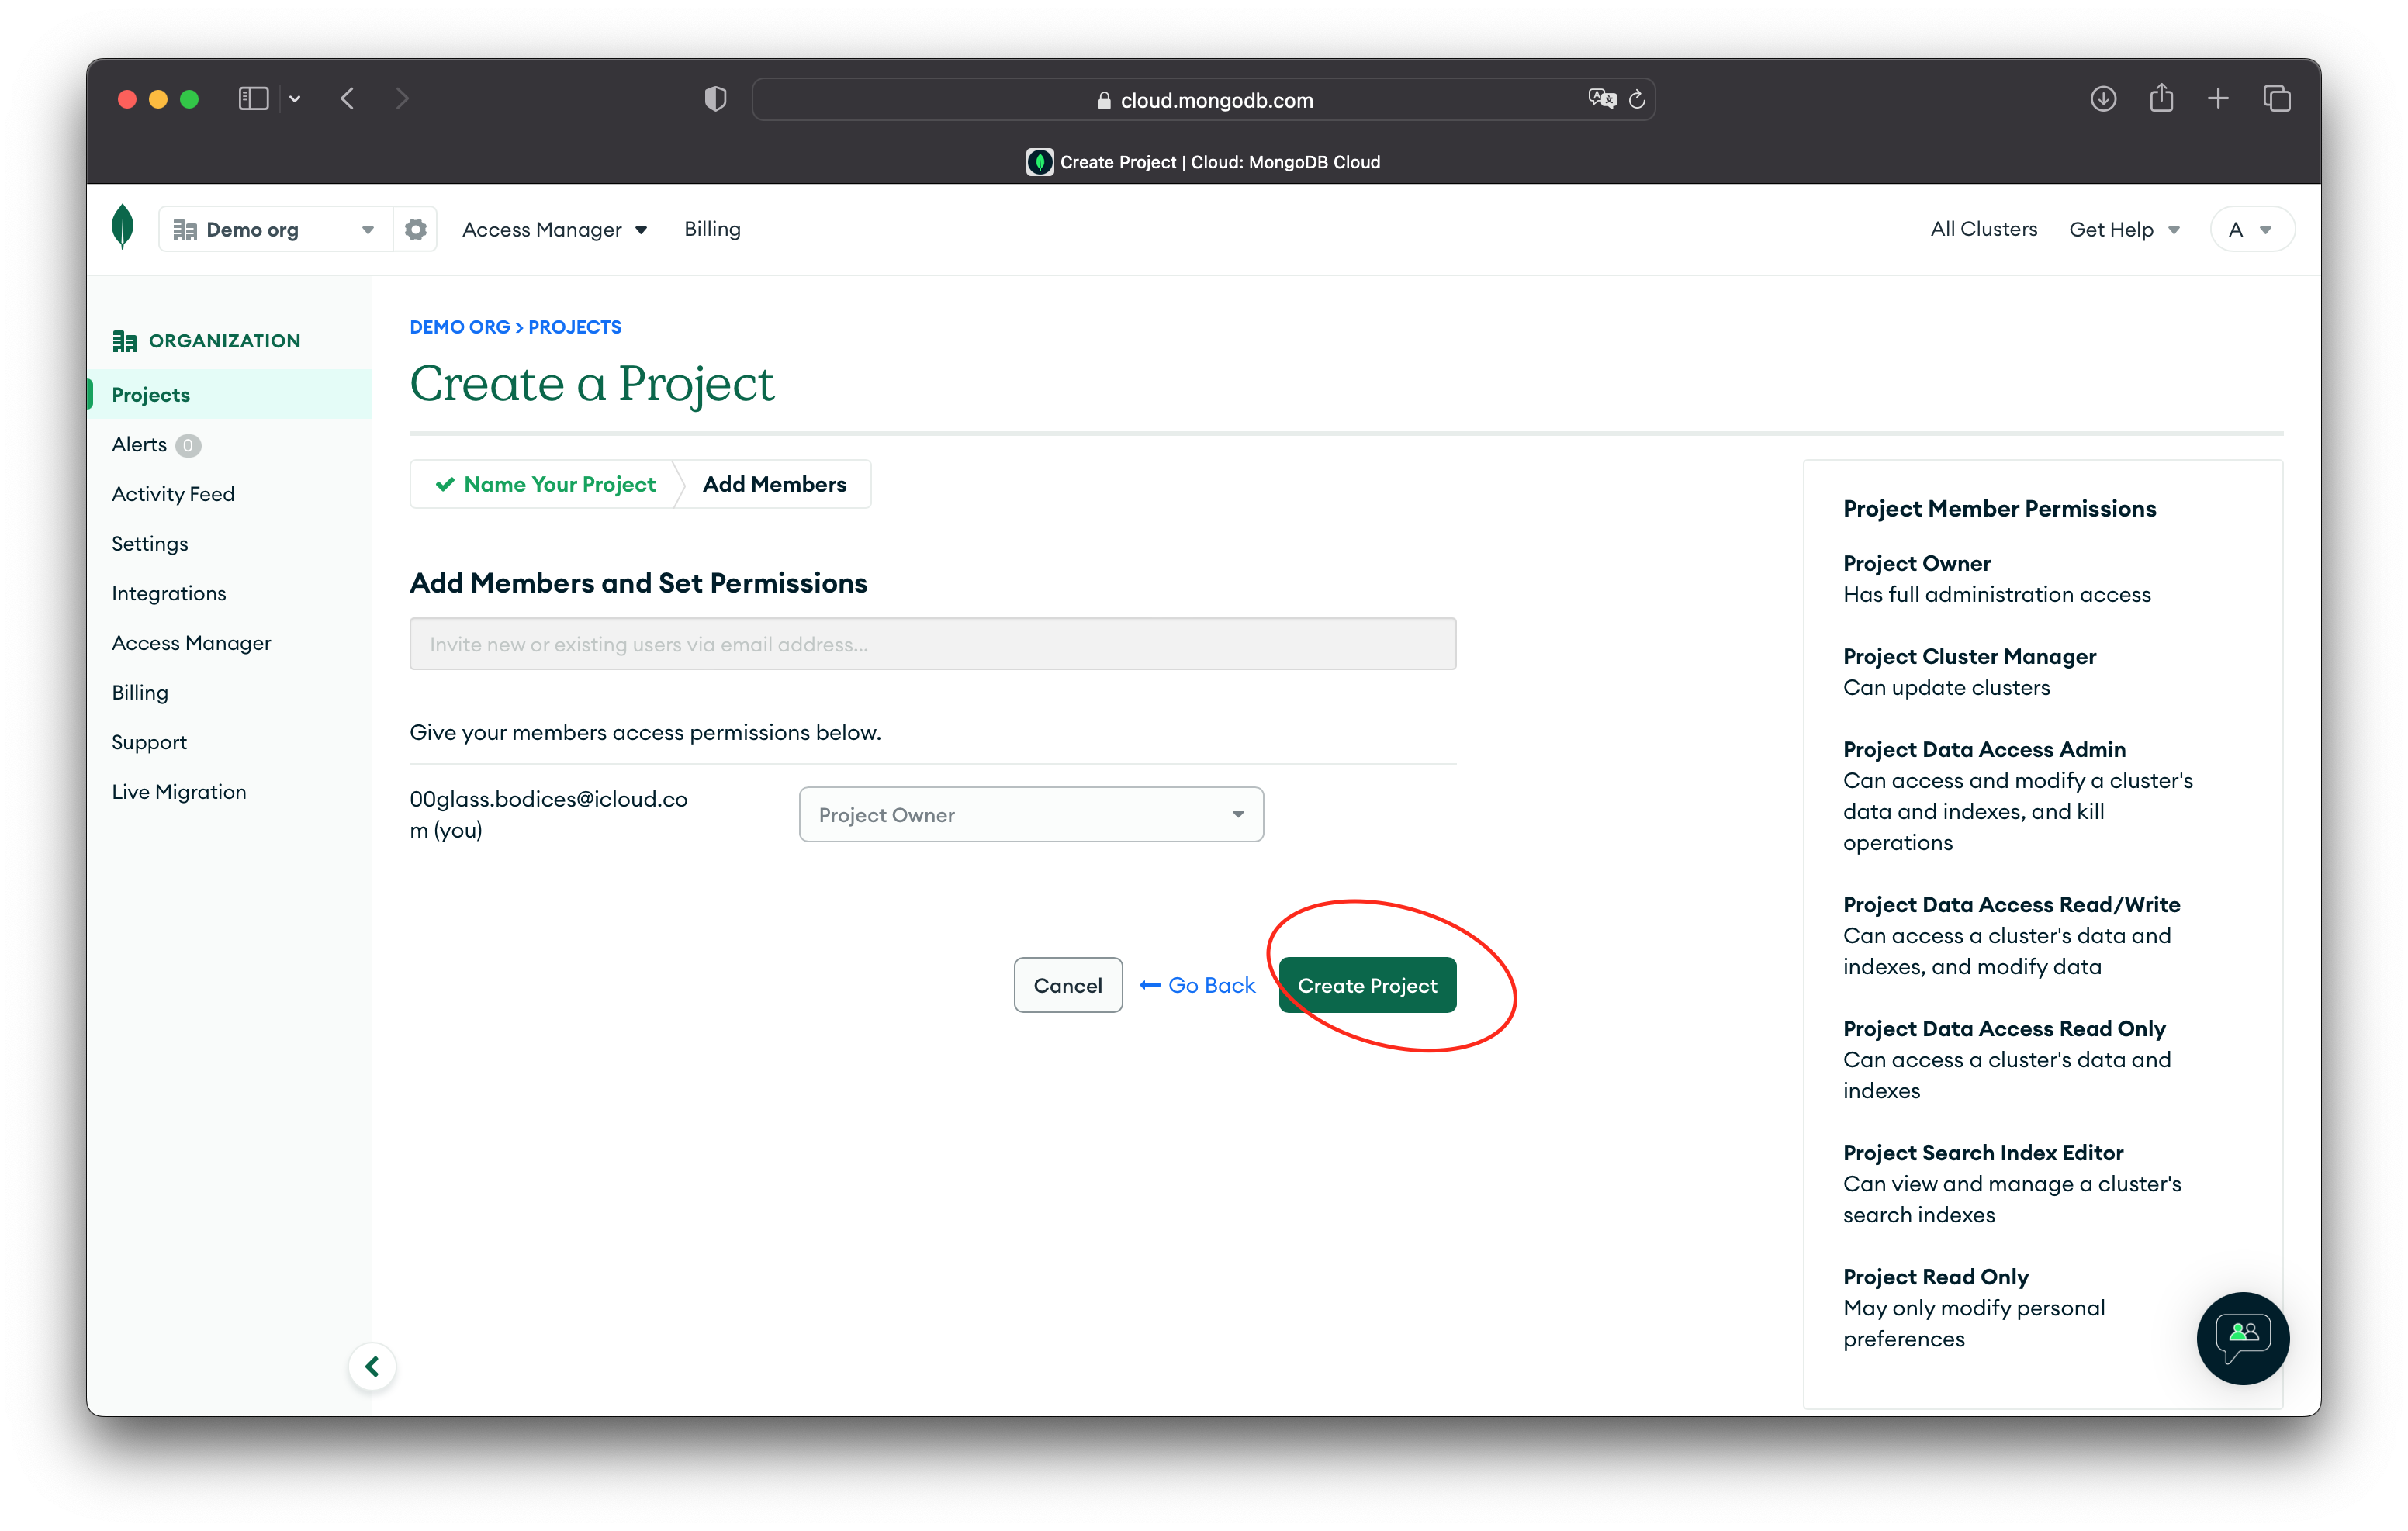 cloud.mongodb.com
Create Project | Cloud: MongoDB Cloud
Demo org
Access Manager
Billing
All Clusters
Get Help
A
ORGANIZATION
Projects
Alerts 0
Activity Feed
Settings
Integrations
Access Manager
Billing
Support
Live Migration
DEMO ORG > PROJECTS
Create a Project
Name Your Project
Add Members
Add Members and Set Permissions
Invite new or existing users via email address...
Give your members access permissions below.
00glass.bodices@icloud.co
m (you)
Project Owner
Cancel
Go Back
Create Project
Project Member Permissions
Project Owner
Has full administration access
Project Cluster Manager
Can update clusters
Project Data Access Admin
Can access and modify a cluster's
data and indexes, and kill
operations
Project Data Access Read/Write
Can access a cluster's data and
indexes, and modify data
Project Data Access Read Only
Can access a cluster's data and
indexes
Project Search Index Editor
Can view and manage a cluster's
search indexes
Project Read Only
May only modify personal
preferences